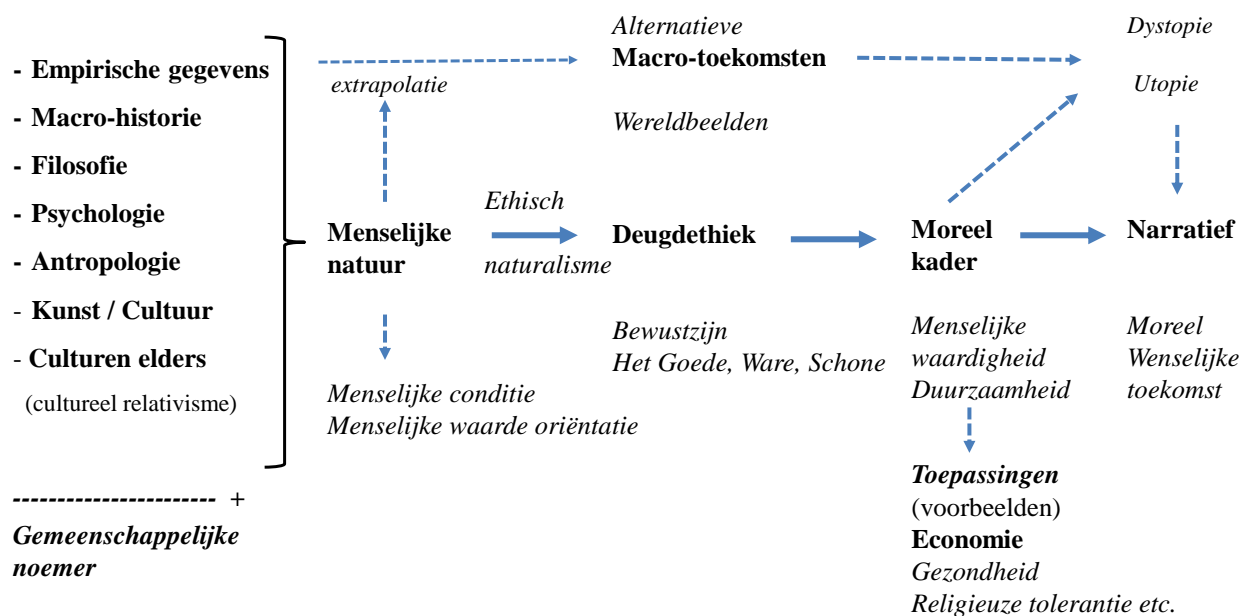 - Empirische gegevens
- Macro-historie
- Filosofie
- Psychologie
- Antropologie
- Kunst / Cultuur
- Culturen elders
(cultureel relativisme)
---------------------- +
Gemeenschappelijke
noemer
extrapolatie
Menselijke
natuur
Menselijke conditie
Menselijke waarde oriëntatie
Ethisch
naturalisme
Alternatieve
Macro-toekomsten
Wereldbeelden
Deugdethiek
Bewustzijn
Het Goede, Ware, Schone
Moreel
kader
Menselijke
waardigheid
Duurzaamheid
Toepassingen
(voorbeelden)
Economie
Gezondheid
Religieuze tolerantie etc.
Dystopie
Utopie
Narratief
Moreel
Wenselijke
toekomst